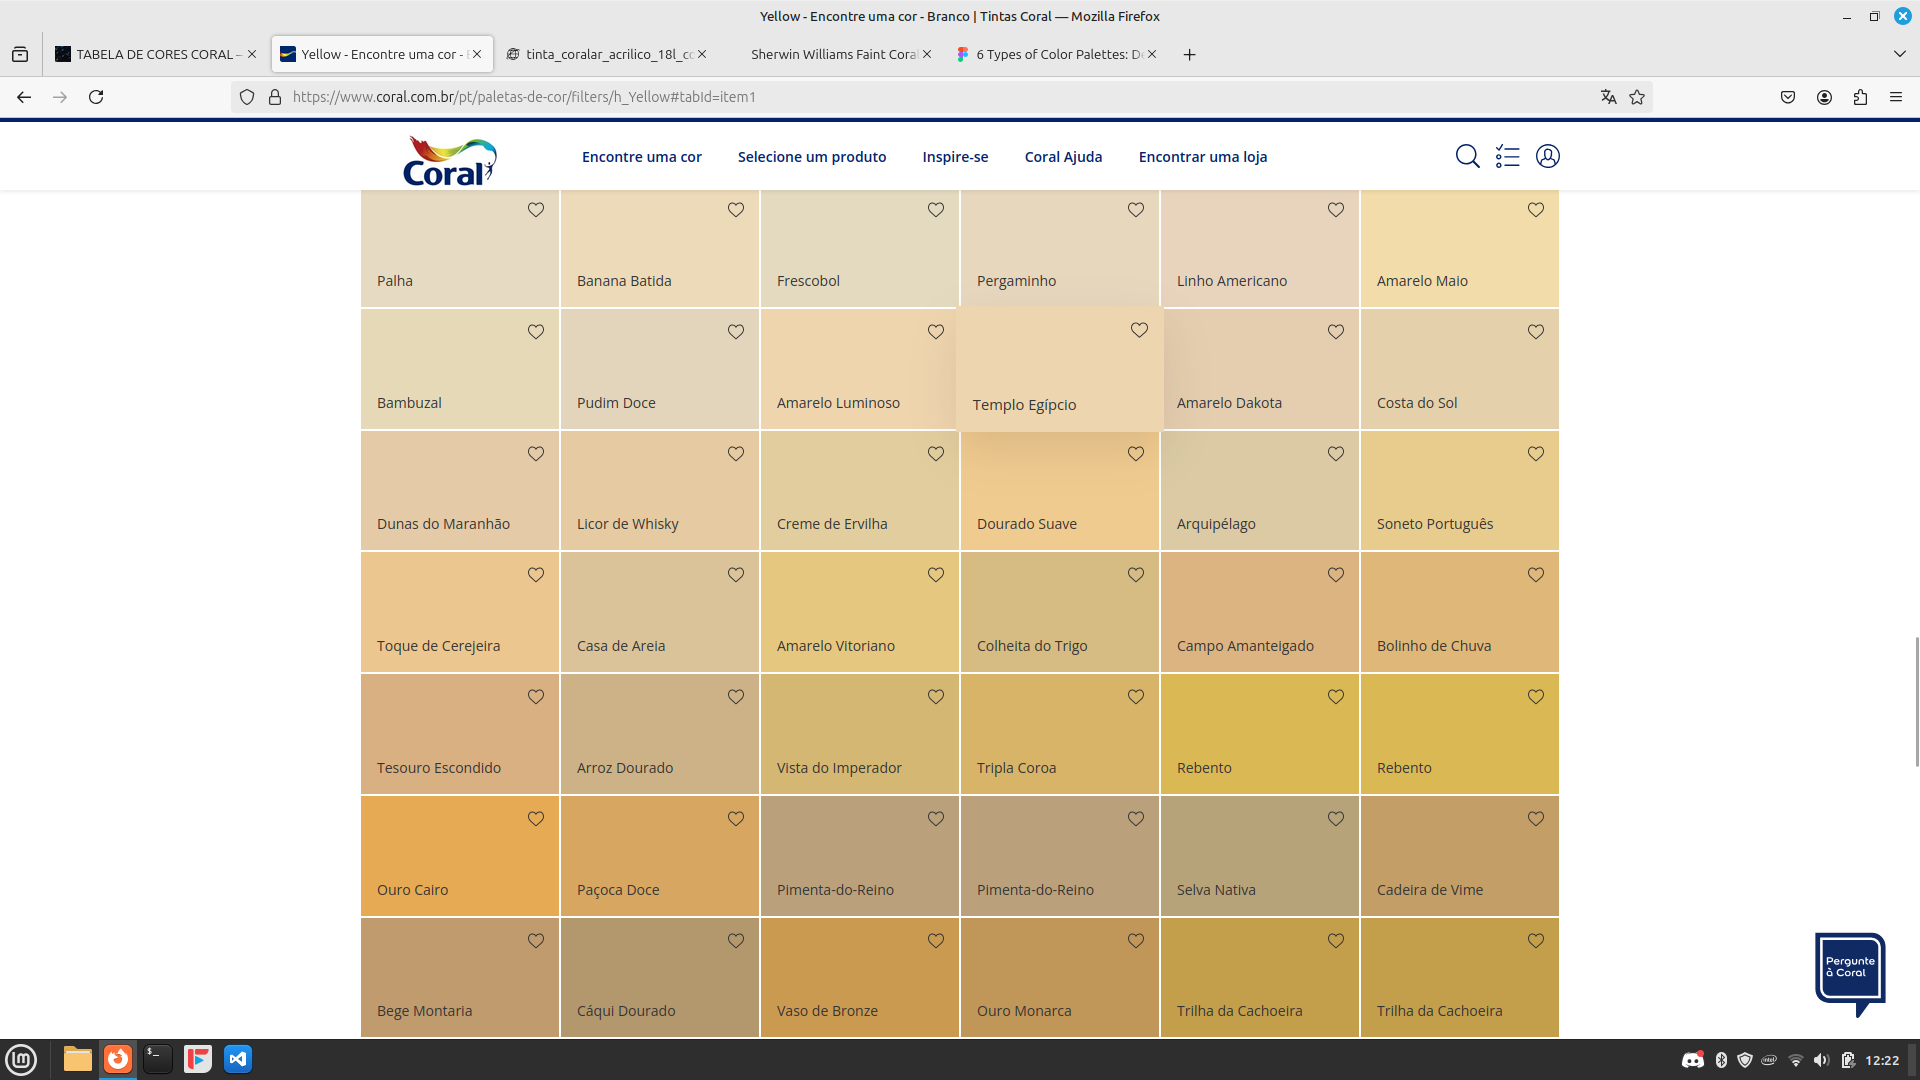 Yellow - Encontre uma cor - Branco | Tintas Coral — Mozilla Firefox
TABELA DE CORES CORAL –
Yellow - Encontre uma cor -
tinta_coralar_acrilico_18l_co
Sherwin Williams Faint Coral
6 Types of Color Palettes: De
https://www.coral.com.br/pt/paletas-de-cor/filters/h_Yellow#tabId=item1
Coral
Encontre uma cor
Selecione um produto
Inspire-se
Coral Ajuda
Encontrar uma loja
Palha
Banana Batida
Frescobol
Pergaminho
Linho Americano
Amarelo Maio
Bambuzal
Pudim Doce
Amarelo Luminoso
Templo Egípcio
Amarelo Dakota
Costa do Sol
Dunas do Maranhão
Licor de Whisky
Creme de Ervilha
Dourado Suave
Arquipélago
Soneto Português
Toque de Cerejeira
Casa de Areia
Amarelo Vitoriano
Colheita do Trigo
Campo Amanteigado
Bolinho de Chuva
Tesouro Escondido
Arroz Dourado
Vista do Imperador
Tripla Coroa
Rebento
Rebento
Ouro Cairo
Paçoca Doce
Pimenta-do-Reino
Pimenta-do-Reino
Selva Nativa
Cadeira de Vime
Pergunte
à Coral
Bege Montaria
Cáqui Dourado
Vaso de Bronze
Ouro Monarca
Trilha da Cachoeira
Trilha da Cachoeira
12:22